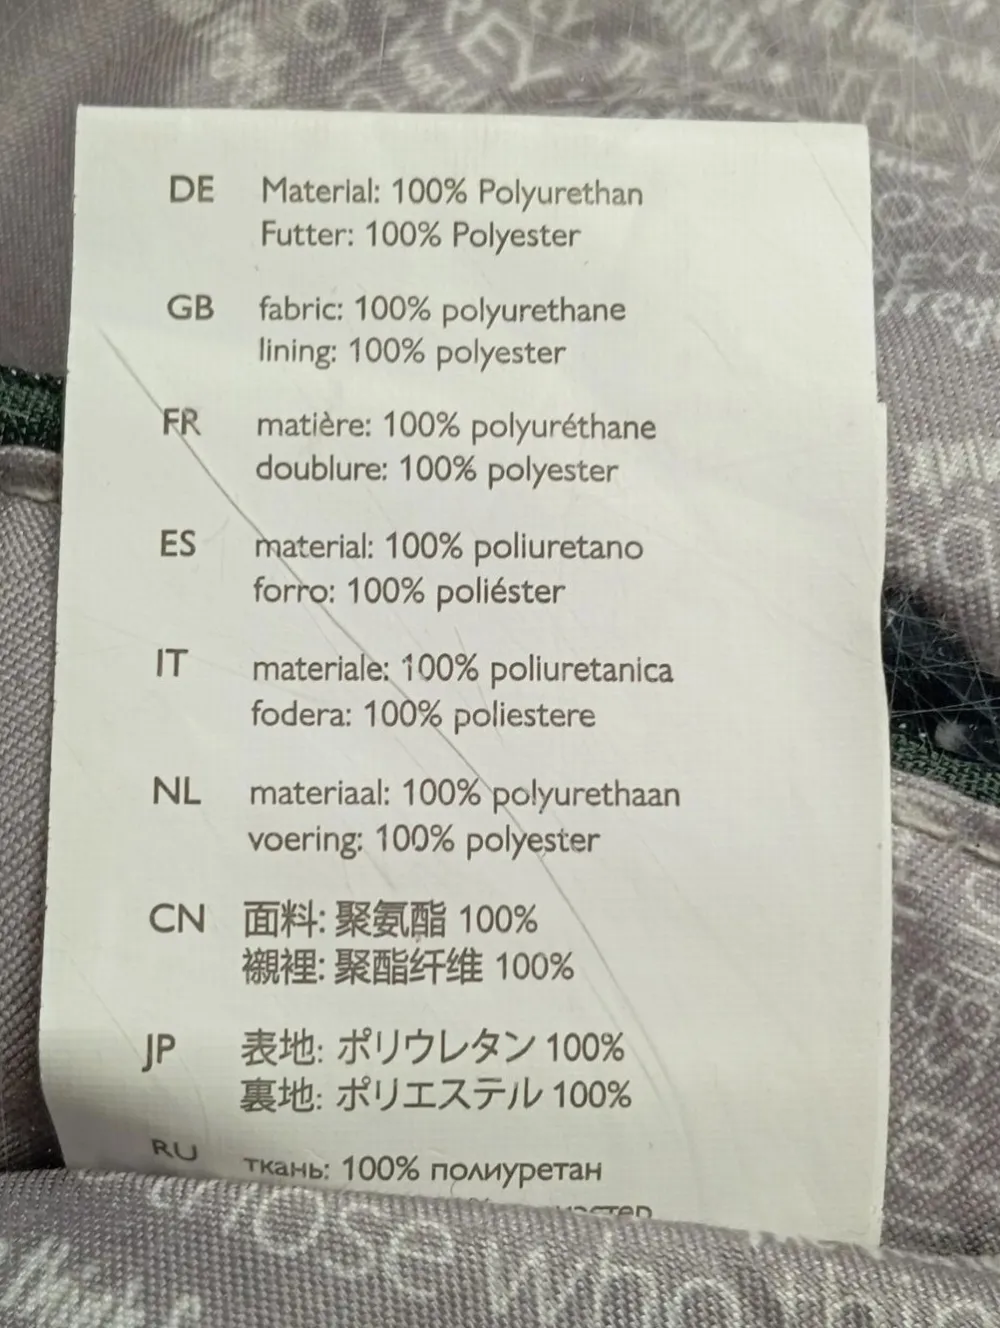 DE Material: 100% Polyurethan
Futter: 100% Polyester
GB fabric: 100% polyurethane
lining: 100% polyester
FR matière: 100% polyuréthane
doublure: 100% polyester
ES material: 100% poliuretano
forro: 100% poliéster
IT materiale: 100% poliuretanica
fodera: 100% poliestere
NL materiaal: 100% polyurethaan
voering: 100% polyester
CN 面料: 聚氨酯 100%
襯裡: 聚酯纤维 100%
JP 表地: ポリウレタン 100%
裏地: ポリエステル 100%
RU ткань: 100% полиуретан